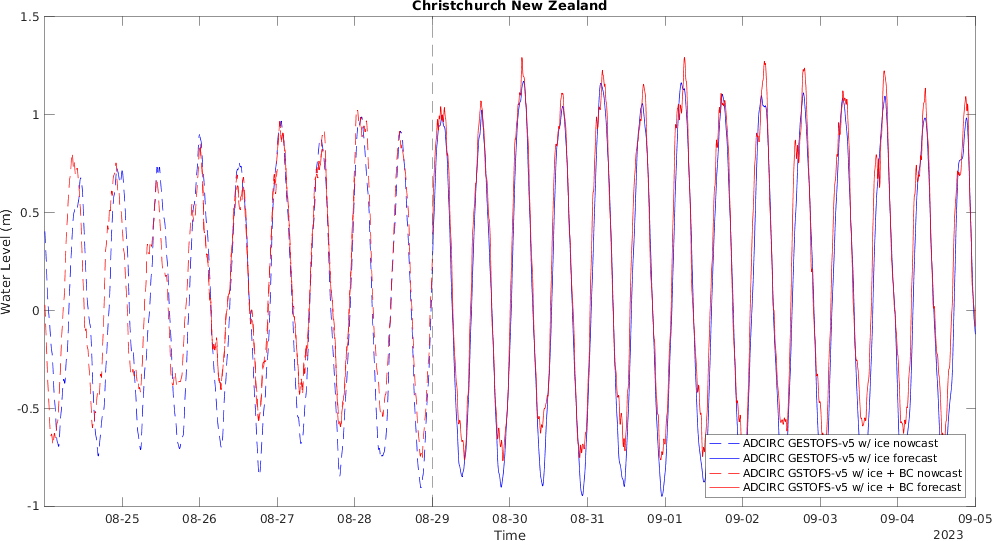 Christchurch New Zealand
1.5
1
0.5
0
-0.5
-1
Water Level (m)
ADCIRC GESTOFS-v5 w/ ice nowcast
ADCIRC GESTOFS-v5 w/ ice forecast
ADCIRC GSTOFS-v5 w/ ice + BC nowcast
ADCIRC GSTOFS-v5 w/ ice + BC forecast
08-25 08-26 08-27 08-28 08-29 08-30 08-31 09-01 09-02 09-03 09-04 09-05
Time
2023